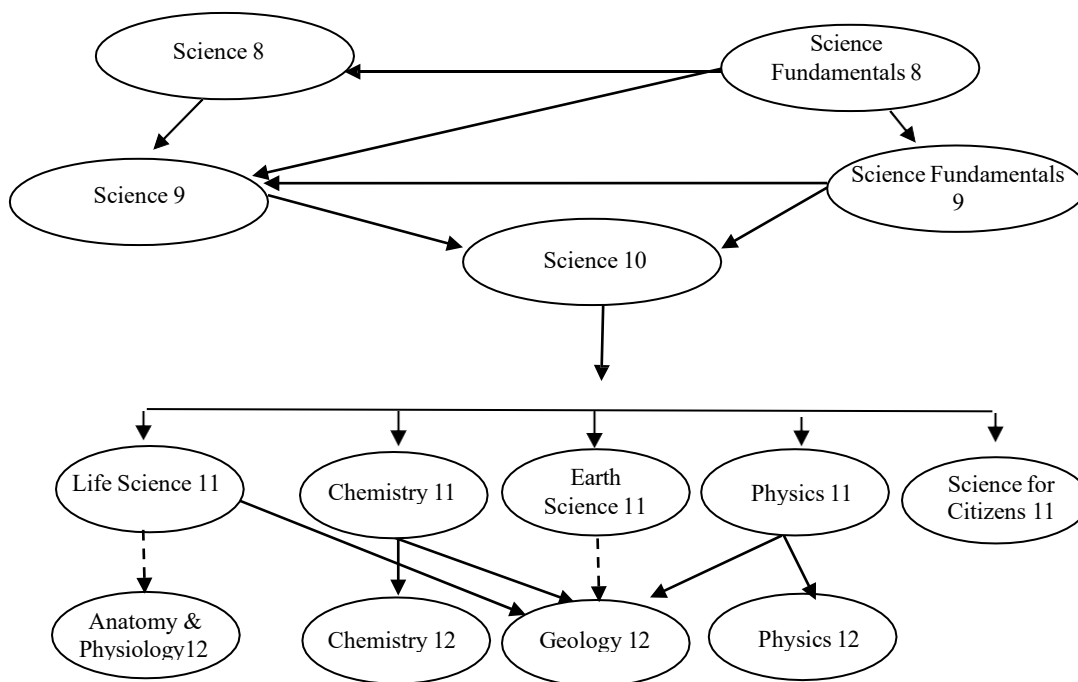 Science 8
Science
Fundamentals 8
Science 9
Science Fundamentals
9
Science 10
Life Science 11
Chemistry 11
Earth
Science 11
Physics 11
Science for
Citizens 11
Anatomy &
Physiology12
Chemistry 12
Geology 12
Physics 12